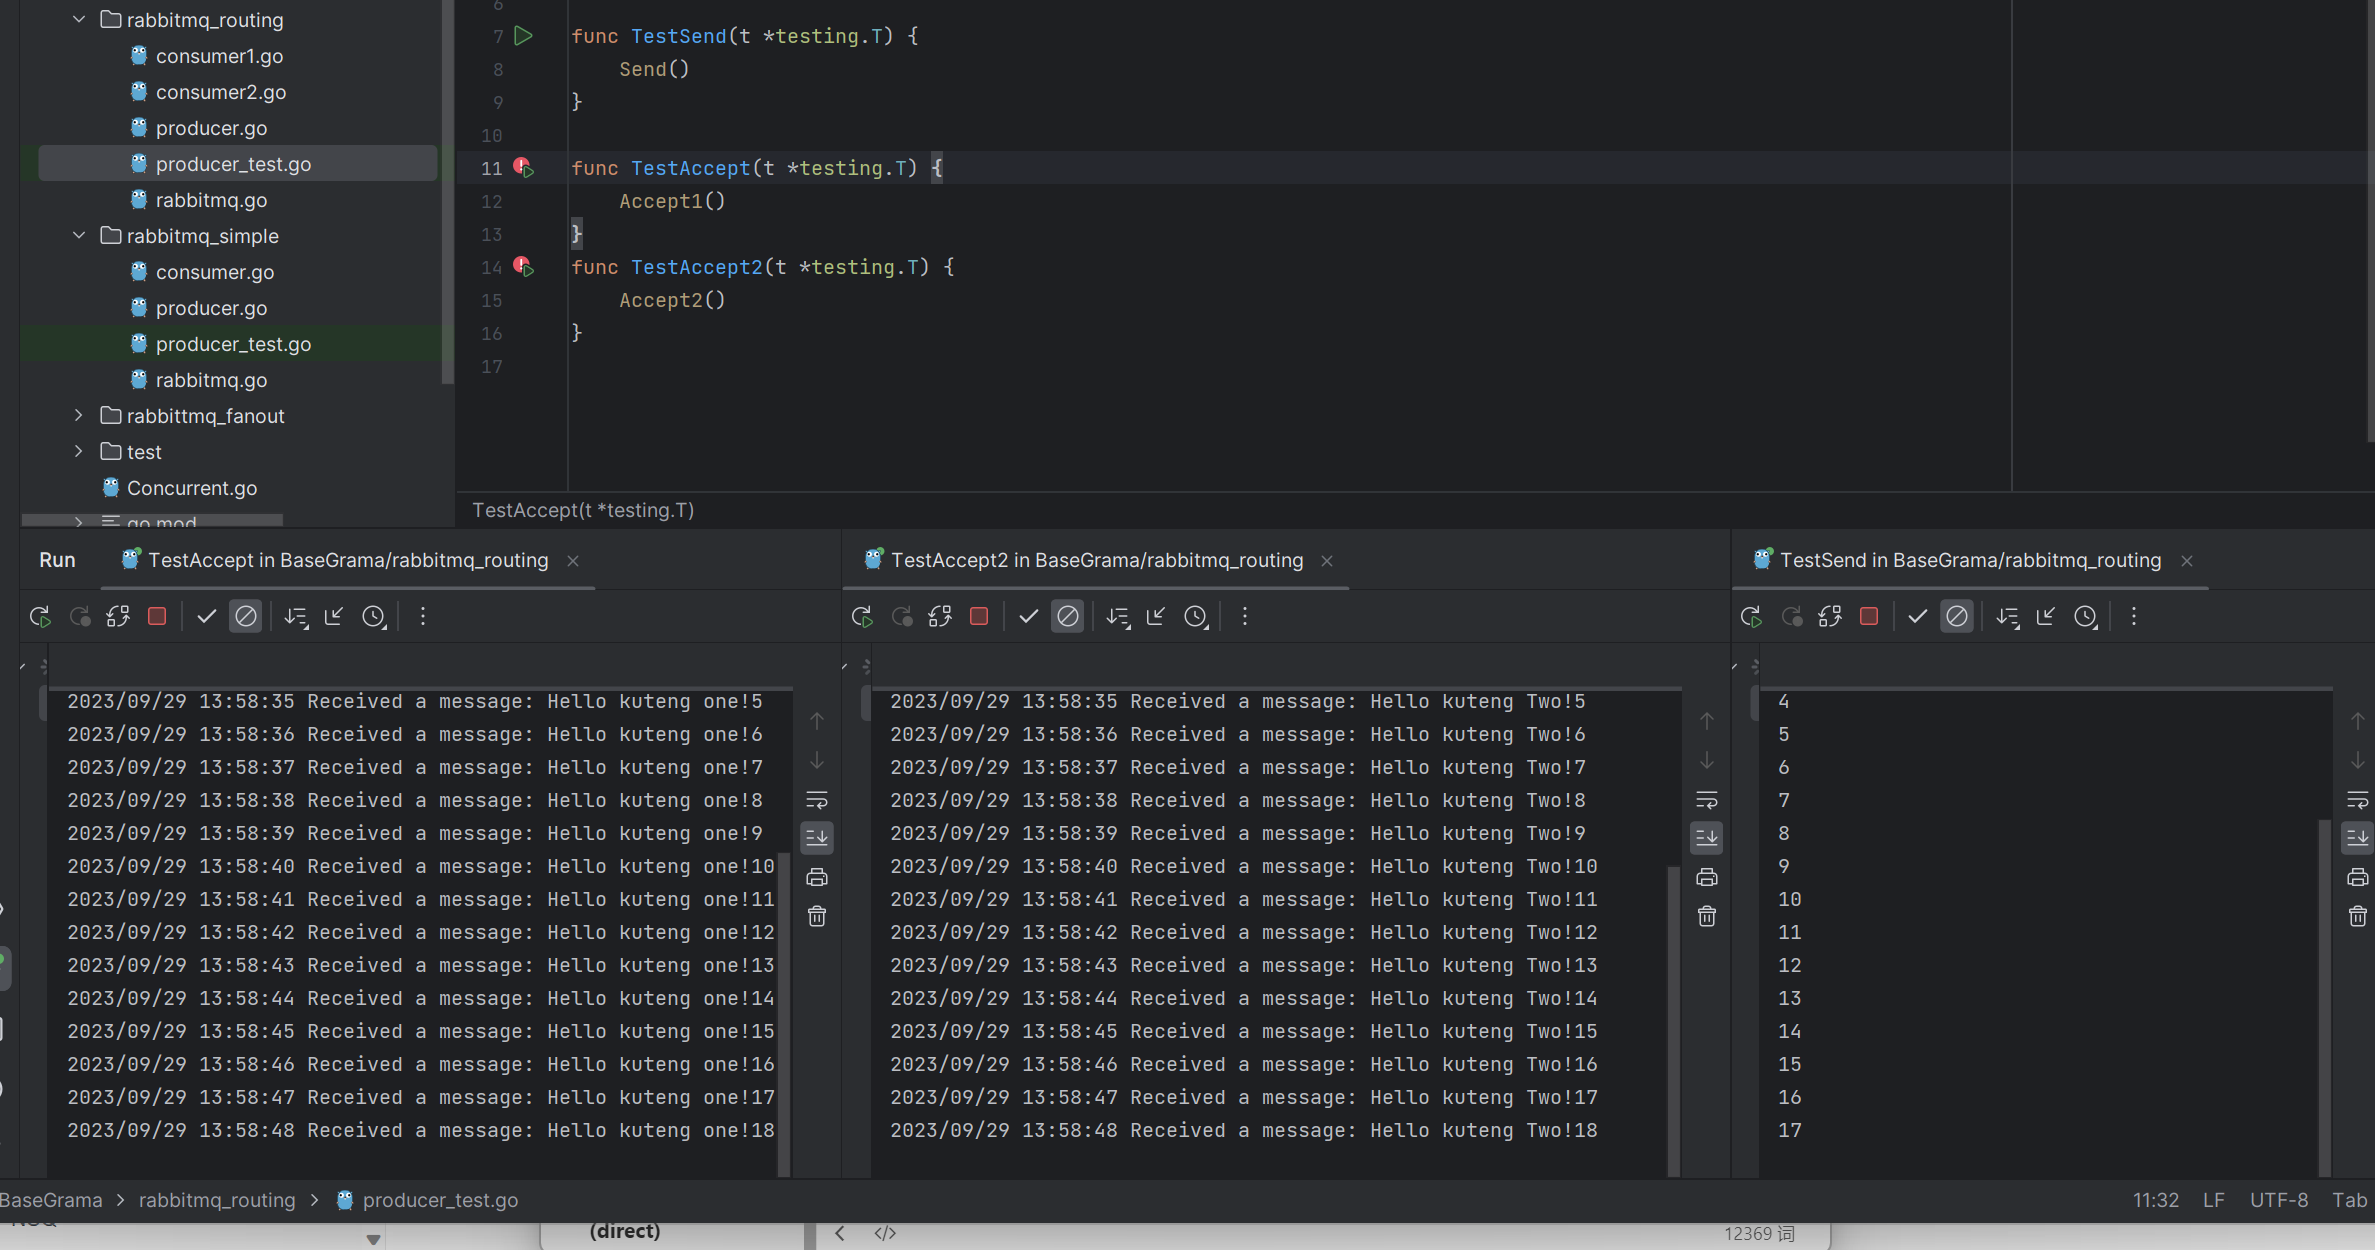 rabbitmq_routing
consumer1.go
consumer2.go
producer.go
producer_test.go
rabbitmq.go
rabbitmq_simple
consumer.go
producer.go
producer_test.go
rabbitmq.go
rabbittmq_fanout
test
Concurrent.go
go.mod
6
7 func TestSend(t *testing.T) {
8 Send()
9 }
10
11 func TestAccept(t *testing.T) {
12 Accept1()
13 }
14 func TestAccept2(t *testing.T) {
15 Accept2()
16 }
17
TestAccept(t *testing.T)
Run
TestAccept in BaseGrama/rabbitmq_routing
2023/09/29 13:58:35 Received a message: Hello kuteng one!5
2023/09/29 13:58:36 Received a message: Hello kuteng one!6
2023/09/29 13:58:37 Received a message: Hello kuteng one!7
2023/09/29 13:58:38 Received a message: Hello kuteng one!8
2023/09/29 13:58:39 Received a message: Hello kuteng one!9
2023/09/29 13:58:40 Received a message: Hello kuteng one!10
2023/09/29 13:58:41 Received a message: Hello kuteng one!11
2023/09/29 13:58:42 Received a message: Hello kuteng one!12
2023/09/29 13:58:43 Received a message: Hello kuteng one!13
2023/09/29 13:58:44 Received a message: Hello kuteng one!14
2023/09/29 13:58:45 Received a message: Hello kuteng one!15
2023/09/29 13:58:46 Received a message: Hello kuteng one!16
2023/09/29 13:58:47 Received a message: Hello kuteng one!17
2023/09/29 13:58:48 Received a message: Hello kuteng one!18
TestAccept2 in BaseGrama/rabbitmq_routing
2023/09/29 13:58:35 Received a message: Hello kuteng Two!5
2023/09/29 13:58:36 Received a message: Hello kuteng Two!6
2023/09/29 13:58:37 Received a message: Hello kuteng Two!7
2023/09/29 13:58:38 Received a message: Hello kuteng Two!8
2023/09/29 13:58:39 Received a message: Hello kuteng Two!9
2023/09/29 13:58:40 Received a message: Hello kuteng Two!10
2023/09/29 13:58:41 Received a message: Hello kuteng Two!11
2023/09/29 13:58:42 Received a message: Hello kuteng Two!12
2023/09/29 13:58:43 Received a message: Hello kuteng Two!13
2023/09/29 13:58:44 Received a message: Hello kuteng Two!14
2023/09/29 13:58:45 Received a message: Hello kuteng Two!15
2023/09/29 13:58:46 Received a message: Hello kuteng Two!16
2023/09/29 13:58:47 Received a message: Hello kuteng Two!17
2023/09/29 13:58:48 Received a message: Hello kuteng Two!18
TestSend in BaseGrama/rabbitmq_routing
4
5
6
7
8
9
10
11
12
13
14
15
16
17
BaseGrama > rabbitmq_routing > producer_test.go
11:32 LF UTF-8 Tab
(direct)
12369 词